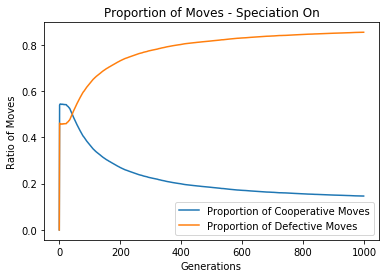 Proportion of Moves - Speciation On
Ratio of Moves
0.8
0.6
0.4
0.2
0.0
Proportion of Cooperative Moves
Proportion of Defective Moves
0 200 400 600 800 1000
Generations